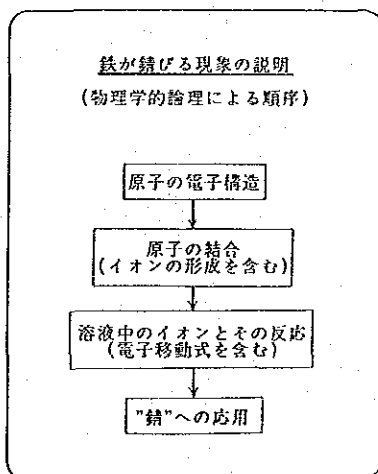 鉄が錆びる現象の説明
(物理学的論理による順序)
原子の電子構造
原子の結合
(イオンの形成を含む)
溶液中のイオンとその反応
(電子移動式を含む)
"錆"への応用